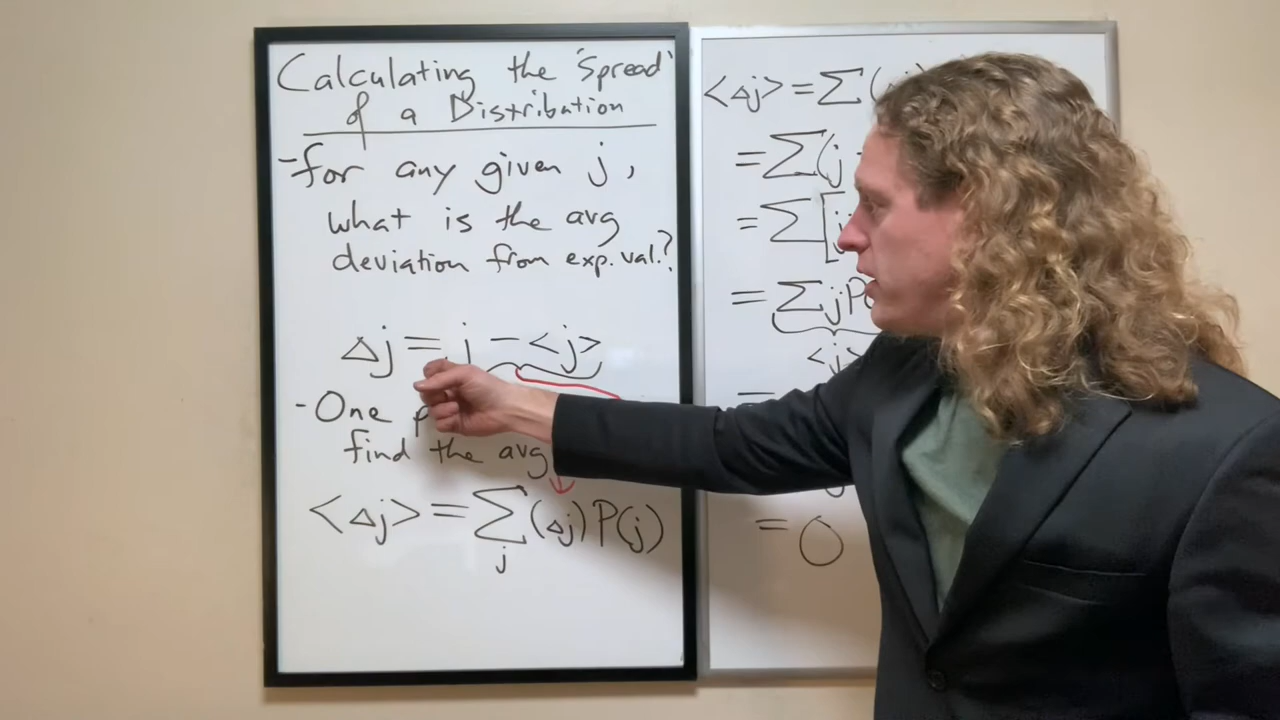 Calculating the 'Spread'
of a Distribution
- For any given j,
what is the avg
deviation from exp. val.?
Δj = j - <j>
- One
find the avg
<Δj> = Σ (Δj) P(j)
j
<Δj> = Σ
= Σ(j
= Σ[j
= Σ jP
<j>
=
= 0